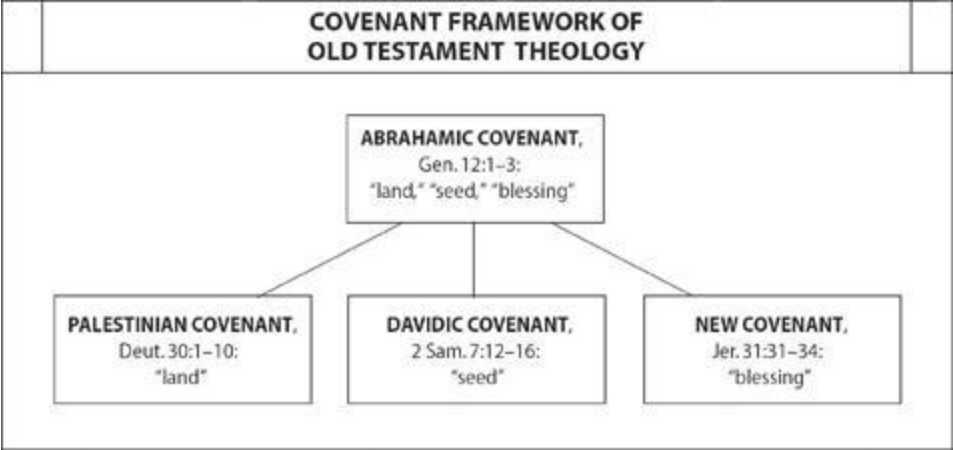 COVENANT FRAMEWORK OF
OLD TESTAMENT THEOLOGY
ABRAHAMIC COVENANT,
Gen. 12:1–3:
“land,” “seed,” “blessing”
PALESTINIAN COVENANT,
Deut. 30:1–10:
“land”
DAVIDIC COVENANT,
2 Sam. 7:12–16:
“seed”
NEW COVENANT,
Jer. 31:31–34:
“blessing”